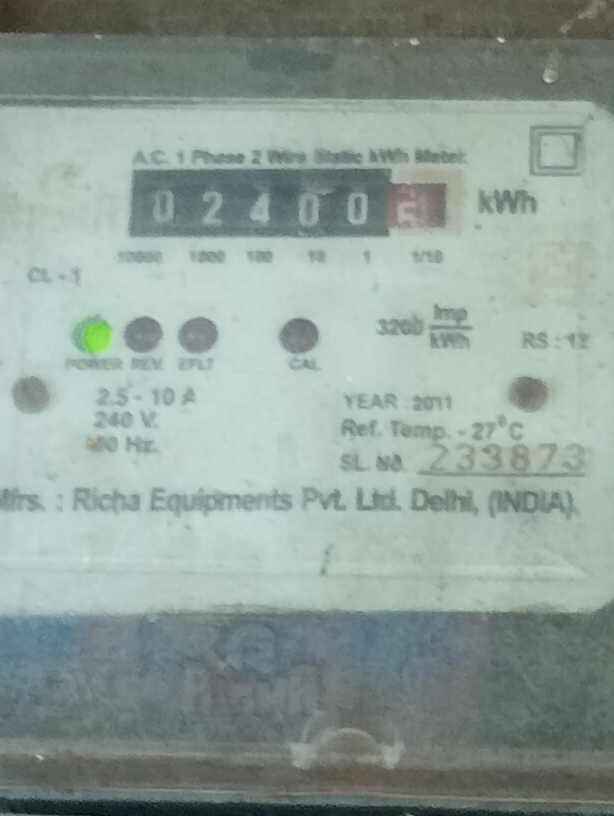 A.C. 1 Phase 2 Wire Static kWh Meter
0 2 4 0 0 kWh
10000 1000 100 10 1 1/10
CL-1
3200 Imp/kWh
RS : 12
POWER REV. EFLT CAL
2.5 - 10 A
240 V.
50 Hz.
YEAR : 2011
Ref. Temp. - 27°C
SL No. 233873
Mfrs. : Richa Equipments Pvt. Ltd. Delhi, (INDIA).